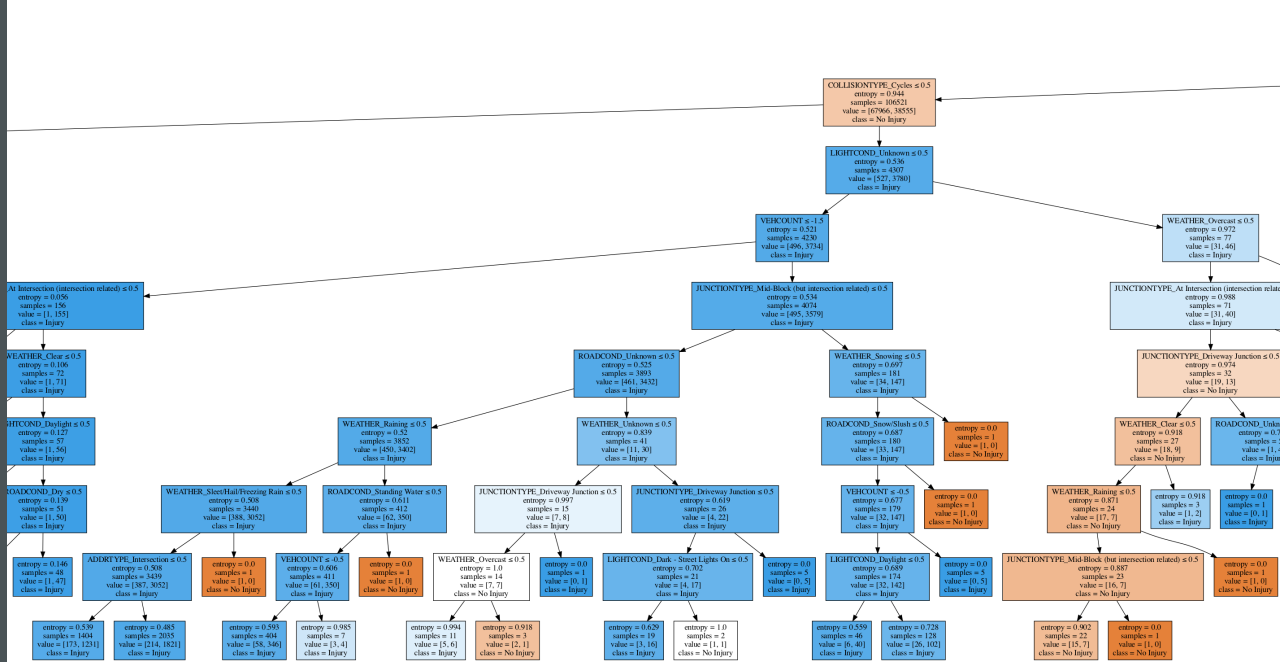 COLLISIONTYPE_Cycles ≤ 0.5
entropy = 0.944
samples = 106521
value = [67966, 38555]
class = No Injury
LIGHTCOND_Unknown ≤ 0.5
entropy = 0.536
samples = 4307
value = [527, 3780]
class = Injury
VEHCOUNT ≤ -1.5
entropy = 0.521
samples = 4230
value = [496, 3734]
class = Injury
WEATHER_Overcast ≤ 0.5
entropy = 0.972
samples = 77
value = [31, 46]
class = Injury
At Intersection (intersection related) ≤ 0.5
entropy = 0.056
samples = 156
value = [1, 155]
class = Injury
JUNCTIONTYPE_Mid-Block (but intersection related) ≤ 0.5
entropy = 0.534
samples = 4074
value = [495, 3579]
class = Injury
JUNCTIONTYPE_At Intersection (intersection relate
entropy = 0.988
samples = 71
value = [31, 40]
class = Injury
WEATHER_Clear ≤ 0.5
entropy = 0.106
samples = 72
value = [1, 71]
class = Injury
ROADCOND_Unknown ≤ 0.5
entropy = 0.525
samples = 3893
value = [461, 3432]
class = Injury
WEATHER_Snowing ≤ 0.5
entropy = 0.697
samples = 181
value = [34, 147]
class = Injury
JUNCTIONTYPE_Driveway Junction ≤ 0.5
entropy = 0.974
samples = 32
value = [19, 13]
class = No Injury
GHTCOND_Daylight ≤ 0.5
entropy = 0.127
samples = 57
value = [1, 56]
class = Injury
WEATHER_Raining ≤ 0.5
entropy = 0.52
samples = 3852
value = [450, 3402]
class = Injury
WEATHER_Unknown ≤ 0.5
entropy = 0.839
samples = 41
value = [11, 30]
class = Injury
ROADCOND_Snow/Slush ≤ 0.5
entropy = 0.687
samples = 180
value = [33, 147]
class = Injury
entropy = 0.0
samples = 1
value = [1, 0]
class = No Injury
WEATHER_Clear ≤ 0.5
entropy = 0.918
samples = 27
value = [18, 9]
class = No Injury
ROADCOND_Unkn
entropy = 0.7
samples =
value = [1,
class = Inju
ROADCOND_Dry ≤ 0.5
entropy = 0.139
samples = 51
value = [1, 50]
class = Injury
WEATHER_Sleet/Hail/Freezing Rain ≤ 0.5
entropy = 0.508
samples = 3440
value = [388, 3052]
class = Injury
ROADCOND_Standing Water ≤ 0.5
entropy = 0.611
samples = 412
value = [62, 350]
class = Injury
JUNCTIONTYPE_Driveway Junction ≤ 0.5
entropy = 0.997
samples = 15
value = [7, 8]
class = Injury
JUNCTIONTYPE_Driveway Junction ≤ 0.5
entropy = 0.619
samples = 26
value = [4, 22]
class = Injury
VEHCOUNT ≤ -0.5
entropy = 0.677
samples = 179
value = [32, 147]
class = Injury
entropy = 0.0
samples = 1
value = [1, 0]
class = No Injury
WEATHER_Raining ≤ 0.5
entropy = 0.871
samples = 24
value = [17, 7]
class = No Injury
entropy = 0.918
samples = 3
value = [1, 2]
class = Injury
entropy = 0.0
samples = 1
value = [0, 1]
class = Injury
entropy = 0.146
samples = 48
value = [1, 47]
class = Injury
ADDRTYPE_Intersection ≤ 0.5
entropy = 0.508
samples = 3439
value = [387, 3052]
class = Injury
entropy = 0.0
samples = 1
value = [1, 0]
class = No Injury
VEHCOUNT ≤ -0.5
entropy = 0.606
samples = 411
value = [61, 350]
class = Injury
entropy = 0.0
samples = 1
value = [1, 0]
class = No Injury
WEATHER_Overcast ≤ 0.5
entropy = 1.0
samples = 14
value = [7, 7]
class = No Injury
entropy = 0.0
samples = 1
value = [0, 1]
class = Injury
LIGHTCOND_Dark - Street Lights On ≤ 0.5
entropy = 0.702
samples = 21
value = [4, 17]
class = Injury
entropy = 0.0
samples = 5
value = [0, 5]
class = Injury
LIGHTCOND_Daylight ≤ 0.5
entropy = 0.689
samples = 174
value = [32, 142]
class = Injury
entropy = 0.0
samples = 5
value = [0, 5]
class = Injury
JUNCTIONTYPE_Mid-Block (but intersection related) ≤ 0.5
entropy = 0.887
samples = 23
value = [16, 7]
class = No Injury
entropy = 0.0
samples = 1
value = [1, 0]
class = No Injury
entropy = 0.539
samples = 1404
value = [173, 1231]
class = Injury
entropy = 0.485
samples = 2035
value = [214, 1821]
class = Injury
entropy = 0.593
samples = 404
value = [58, 346]
class = Injury
entropy = 0.985
samples = 7
value = [3, 4]
class = Injury
entropy = 0.994
samples = 11
value = [5, 6]
class = Injury
entropy = 0.918
samples = 3
value = [2, 1]
class = No Injury
entropy = 0.629
samples = 19
value = [3, 16]
class = Injury
entropy = 1.0
samples = 2
value = [1, 1]
class = No Injury
entropy = 0.559
samples = 46
value = [6, 40]
class = Injury
entropy = 0.728
samples = 128
value = [26, 102]
class = Injury
entropy = 0.902
samples = 22
value = [15, 7]
class = No Injury
entropy = 0.0
samples = 1
value = [1, 0]
class = No Injury